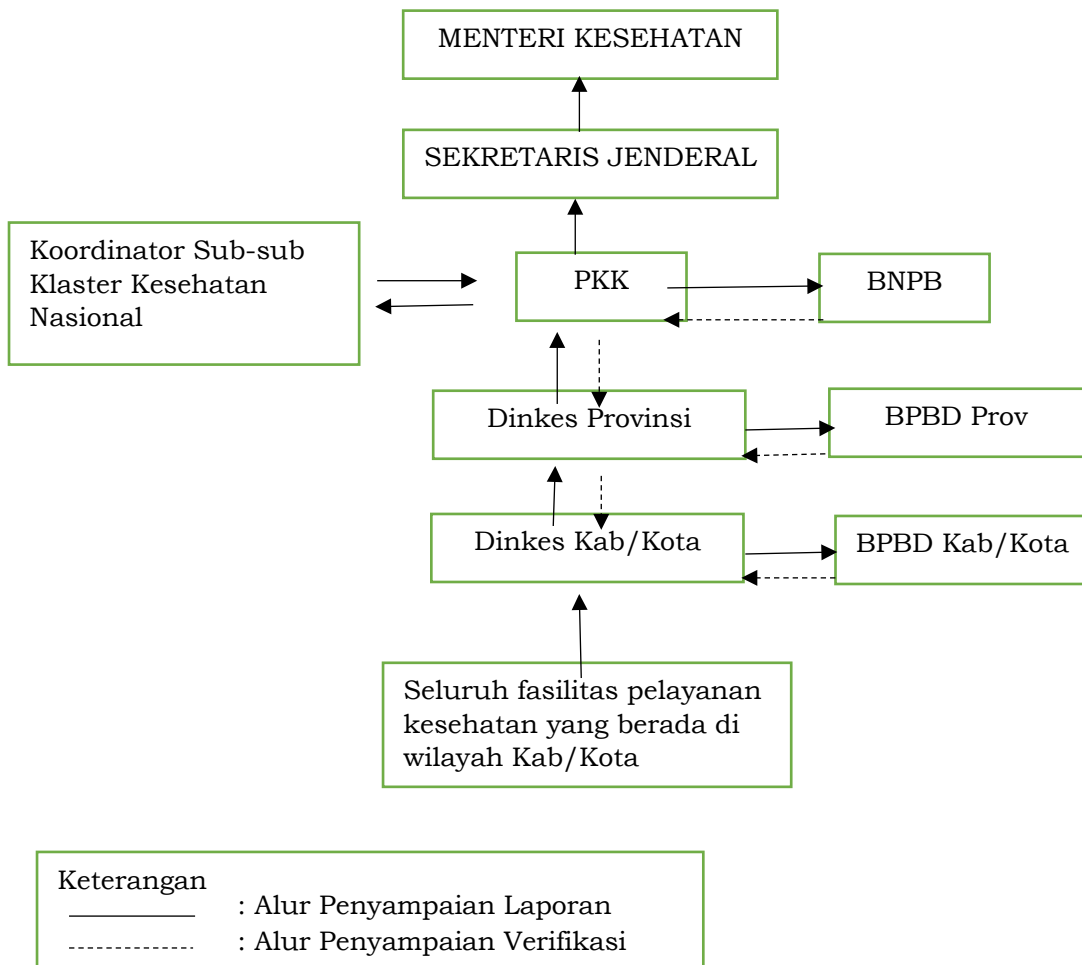 MENTERI KESEHATAN
SEKRETARIS JENDERAL
Koordinator Sub-sub
Klaster Kesehatan
Nasional
PKK
BNPB
Dinkes Provinsi
BPBD Prov
Dinkes Kab/Kota
BPBD Kab/Kota
Seluruh fasilitas pelayanan
kesehatan yang berada di
wilayah Kab/Kota
Keterangan
: Alur Penyampaian Laporan
: Alur Penyampaian Verifikasi